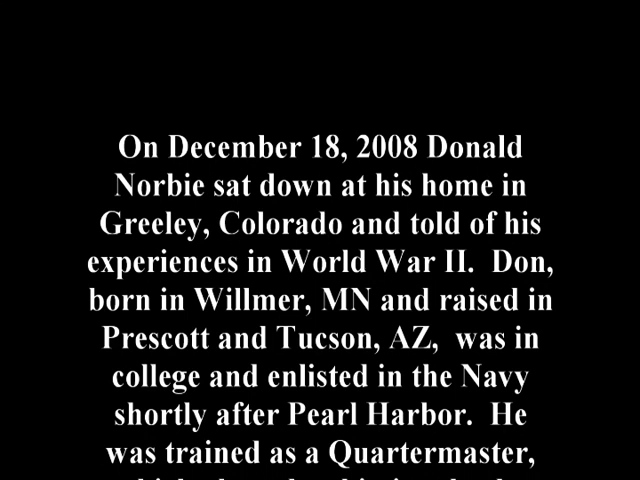 On December 18, 2008 Donald
Norbie sat down at his home in
Greeley, Colorado and told of his
experiences in World War II.  Don,
born in Willmer, MN and raised in
Prescott and Tucson, AZ,  was in
college and enlisted in the Navy
shortly after Pearl Harbor.  He
was trained as a Quartermaster,